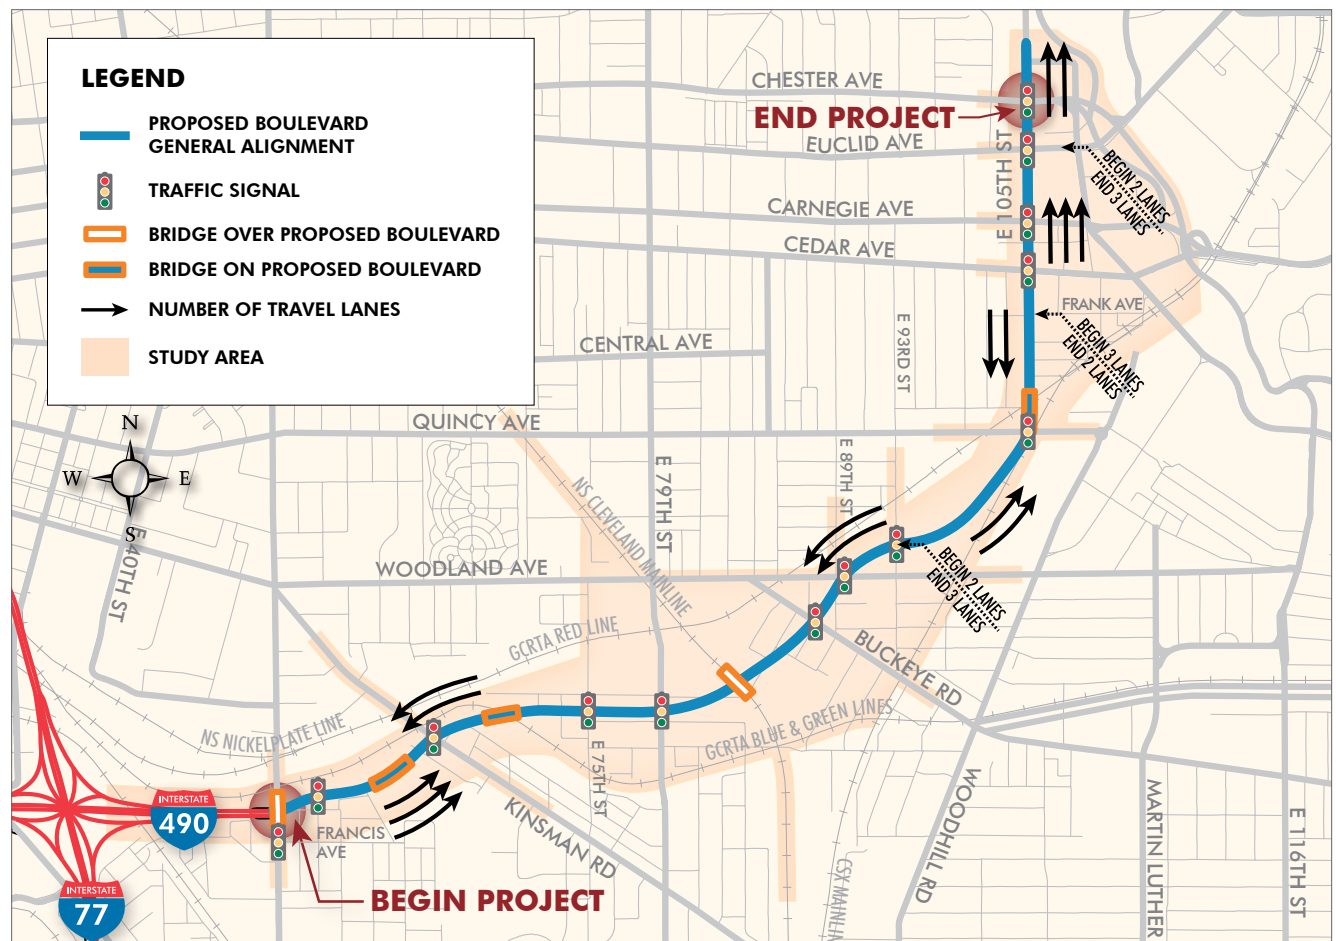 LEGEND
PROPOSED BOULEVARD
GENERAL ALIGNMENT
TRAFFIC SIGNAL
BRIDGE OVER PROPOSED BOULEVARD
BRIDGE ON PROPOSED BOULEVARD
NUMBER OF TRAVEL LANES
STUDY AREA
CHESTER AVE
END PROJECT
EUCLID AVE
E 105TH ST
BEGIN 2 LANES
END 3 LANES
CARNEGIE AVE
CEDAR AVE
FRANK AVE
BEGIN 3 LANES
END 2 LANES
CENTRAL AVE
E 93RD ST
QUINCY AVE
N
W
E
S
E 40TH ST
E 79TH ST
E 89TH ST
NS CLEVELAND MAINLINE
WOODLAND AVE
BEGIN 2 LANES
END 3 LANES
GCRTA RED LINE
BUCKEYE RD
NS NICKELPLATE LINE
GCRTA BLUE & GREEN LINES
E 75TH ST
INTERSTATE
490
FRANCIS
AVE
KINSMAN RD
WOODHILL RD
MARTIN LUTHER
E 116TH ST
CSX MAINLIN
BEGIN PROJECT
INTERSTATE
77